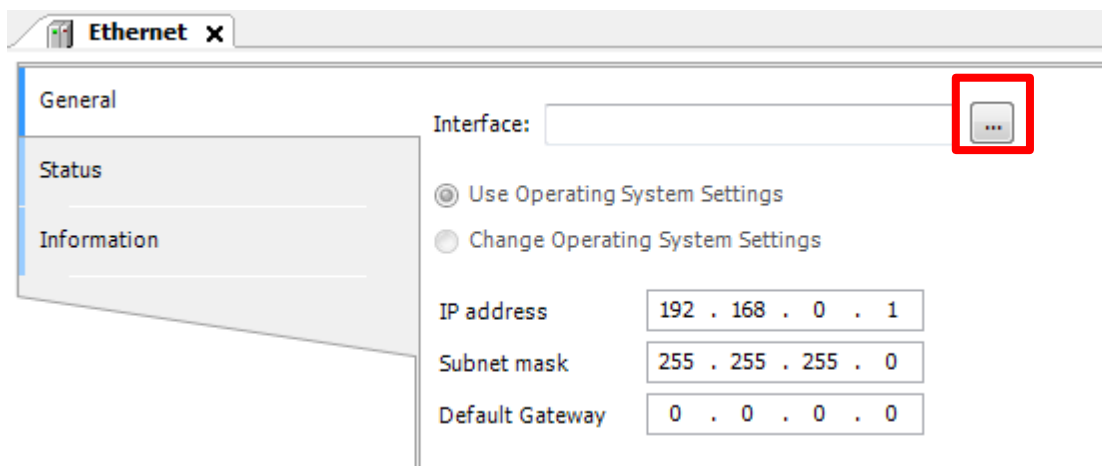 Ethernet x
General
Interface: ...
Status
Use Operating System Settings
Information
Change Operating System Settings
IP address 192 . 168 . 0 . 1
Subnet mask 255 . 255 . 255 . 0
Default Gateway 0 . 0 . 0 . 0